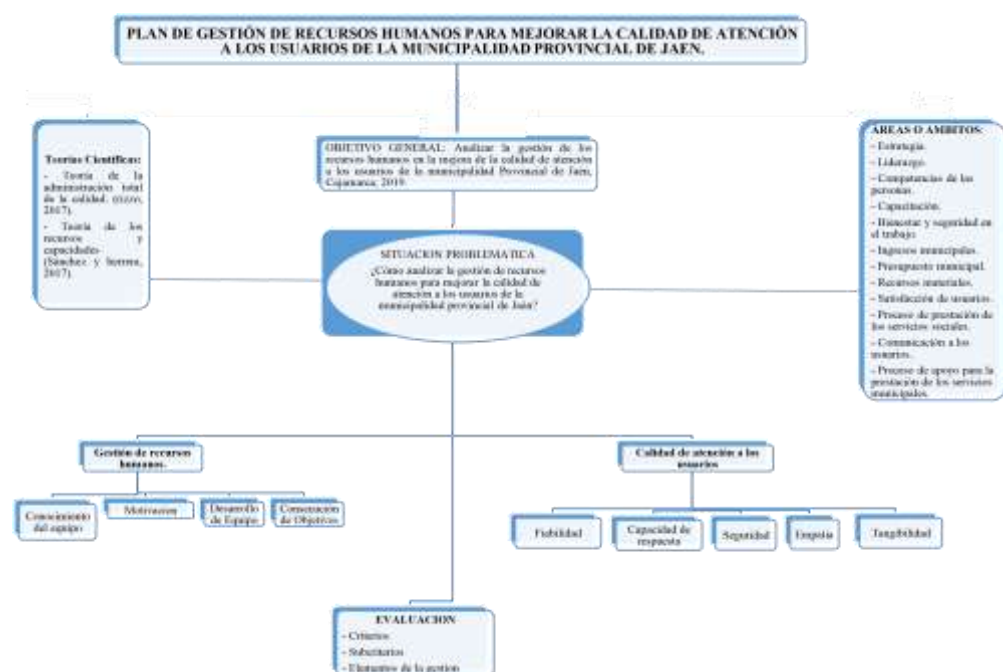 PLAN DE GESTIÓN DE RECURSOS HUMANOS PARA MEJORAR LA CALIDAD DE ATENCIÓN
A LOS USUARIOS DE LA MUNICIPALIDAD PROVINCIAL DE JAEN.
Teorías Científicas:
- Teoría de la
administración total
de la calidad. (rizzo,
2017).
- Teoría de los
recursos y
capacidades
(Sánchez y herrera,
2017).
OBJETIVO GENERAL: Analizar la gestión de los
recursos humanos en la mejora de la calidad de atención
a los usuarios de la municipalidad Provincial de Jaén,
Cajamarca; 2019.
AREAS O AMBITOS:
- Estrategia.
- Liderazgo.
- Competencias de las
personas.
- Capacitación.
- Bienestar y seguridad en
el trabajo.
- Ingresos municipales.
- Presupuesto municipal.
- Recursos materiales.
- Satisfacción de usuarios.
- Proceso de prestación de
los servicios sociales.
- Comunicación a los
usuarios.
- Proceso de apoyo para la
prestación de los servicios
municipales.
SITUACION PROBLEMATICA
¿Cómo analizar la gestión de recursos
humanos para mejorar la calidad de
atención a los usuarios de la
municipalidad provincial de Jaén?
Gestión de recursos
humanos.
Conocimiento
del equipo
Motivacion
Desarrollo
de Equipo
Consecución
de Objetivos
Calidad de atención a los
usuarios
Fiabilidad
Capacidad de
respuesta
Seguridad
Empatia
Tangibilidad
EVALUACION
- Criterios
- Subcriterios
- Elementos de la gestion